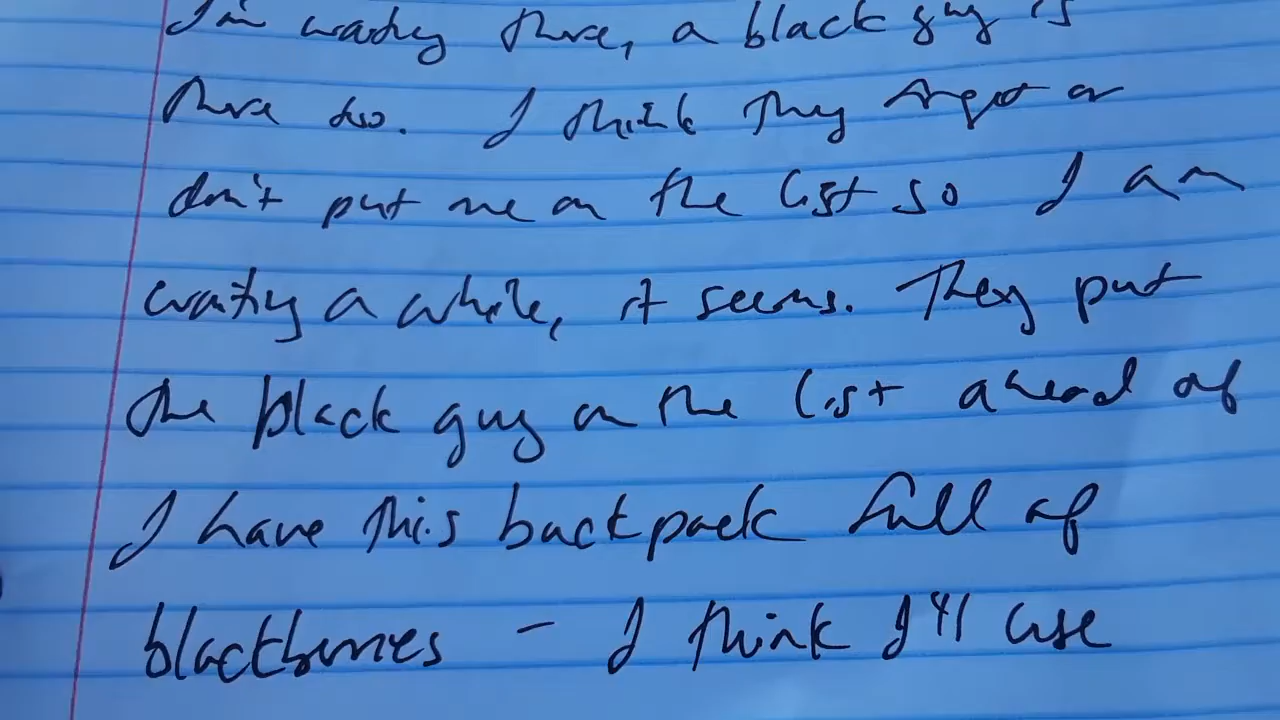 I'm waiting there, a black guy is
there too. I think they forgot or
don't put me on the list so I am
waiting a while, it seems. They put
the black guy on the list ahead of
I have this backpack full of
blackberries - I think I'll use